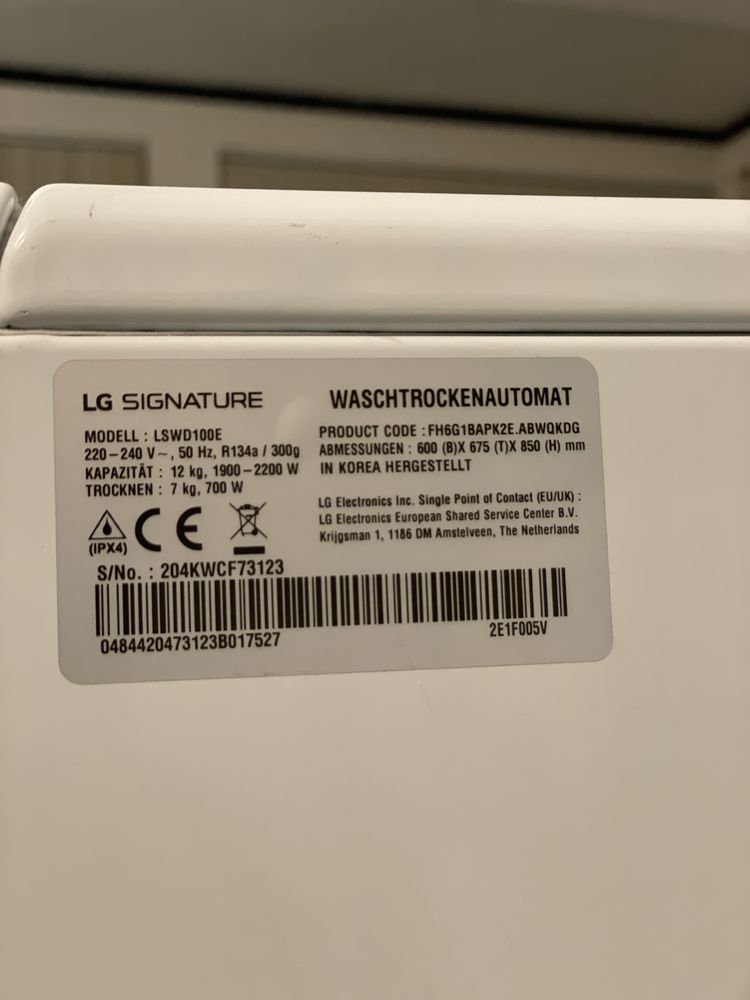 LG SIGNATURE
WASCHTROCKENAUTOMAT
MODELL : LSWD100E
220–240 V~, 50 Hz, R134a / 300g
KAPAZITÄT : 12 kg, 1900–2200 W
TROCKNEN : 7 kg, 700 W
PRODUCT CODE : FH6G1BAPK2E.ABWQKDG
ABMESSUNGEN : 600 (B)X 675 (T)X 850 (H) mm
IN KOREA HERGESTELLT
LG Electronics Inc. Single Point of Contact (EU/UK) :
LG Electronics European Shared Service Center B.V.
Krijgsman 1, 1186 DM Amstelveen, The Netherlands
(IPX4)
CE
S/No. : 204KWCF73123
0484420473123B017527
2E1F005V